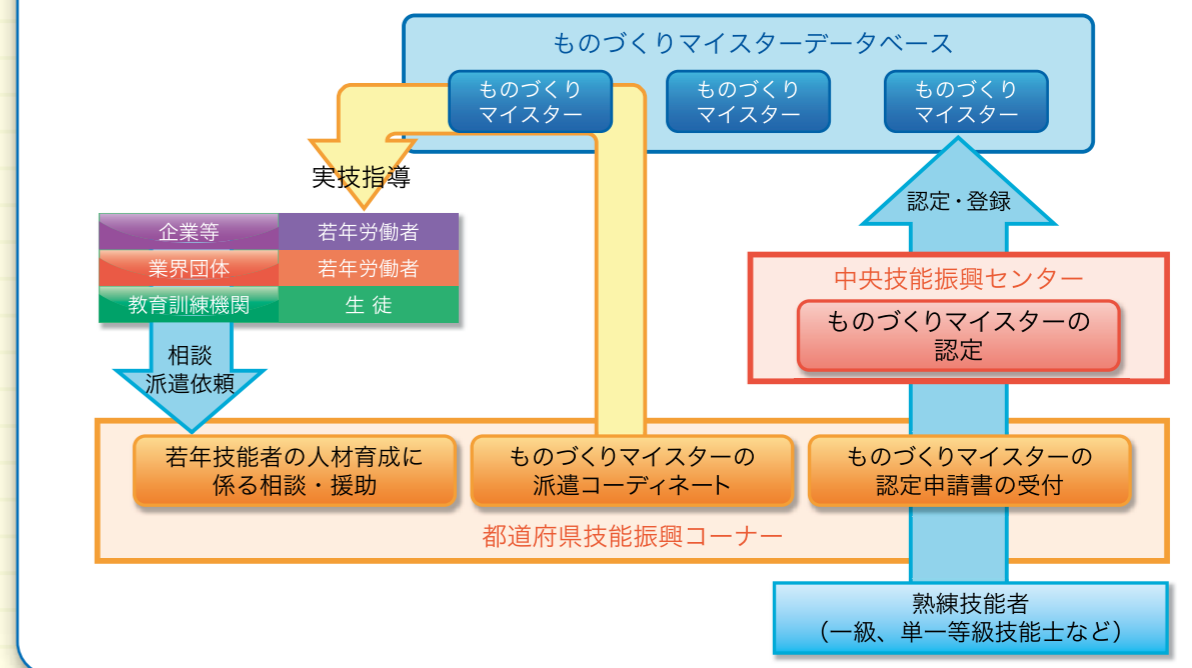 ものづくりマイスターデータベース
ものづくり
マイスター
ものづくり
マイスター
ものづくり
マイスター
実技指導
認定・登録
企業等
若年労働者
業界団体
若年労働者
教育訓練機関
生 徒
中央技能振興センター
ものづくりマイスターの
認定
相談
派遣依頼
若年技能者の人材育成に
係る相談・援助
ものづくりマイスターの
派遣コーディネート
ものづくりマイスターの
認定申請書の受付
都道府県技能振興コーナー
熟練技能者
（一級、単一等級技能士など）